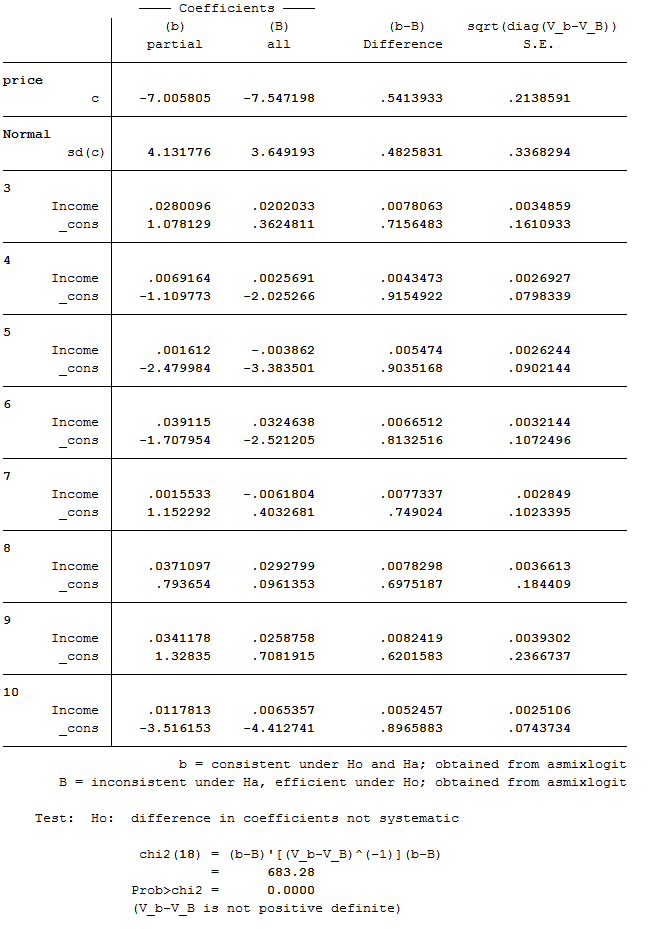 Coefficients
(b) (B) (b-B) sqrt(diag(V_b-V_B))
partial all Difference S.E.
price
c -7.005805 -7.547198 .5413933 .2138591
Normal
sd(c) 4.131776 3.649193 .4825831 .3368294
3
Income .0280096 .0202033 .0078063 .0034859
_cons 1.078129 .3624811 .7156483 .1610933
4
Income .0069164 .0025691 .0043473 .0026927
_cons -1.109773 -2.025266 .9154922 .0798339
5
Income .001612 -.003862 .005474 .0026244
_cons -2.479984 -3.383501 .9035168 .0902144
6
Income .039115 .0324638 .0066512 .0032144
_cons -1.707954 -2.521205 .8132516 .1072496
7
Income .0015533 -.0061804 .0077337 .002849
_cons 1.152292 .4032681 .749024 .1023395
8
Income .0371097 .0292799 .0078298 .0036613
_cons .793654 .0961353 .6975187 .184409
9
Income .0341178 .0258758 .0082419 .0039302
_cons 1.32835 .7081915 .6201583 .2366737
10
Income .0117813 .0065357 .0052457 .0025106
_cons -3.516153 -4.412741 .8965883 .0743734
b = consistent under Ho and Ha; obtained from asmixlogit
B = inconsistent under Ha, efficient under Ho; obtained from asmixlogit
Test: Ho: difference in coefficients not systematic
chi2(18) = (b-B)'[(V_b-V_B)^(-1)](b-B)
= 683.28
Prob>chi2 = 0.0000
(V_b-V_B is not positive definite)